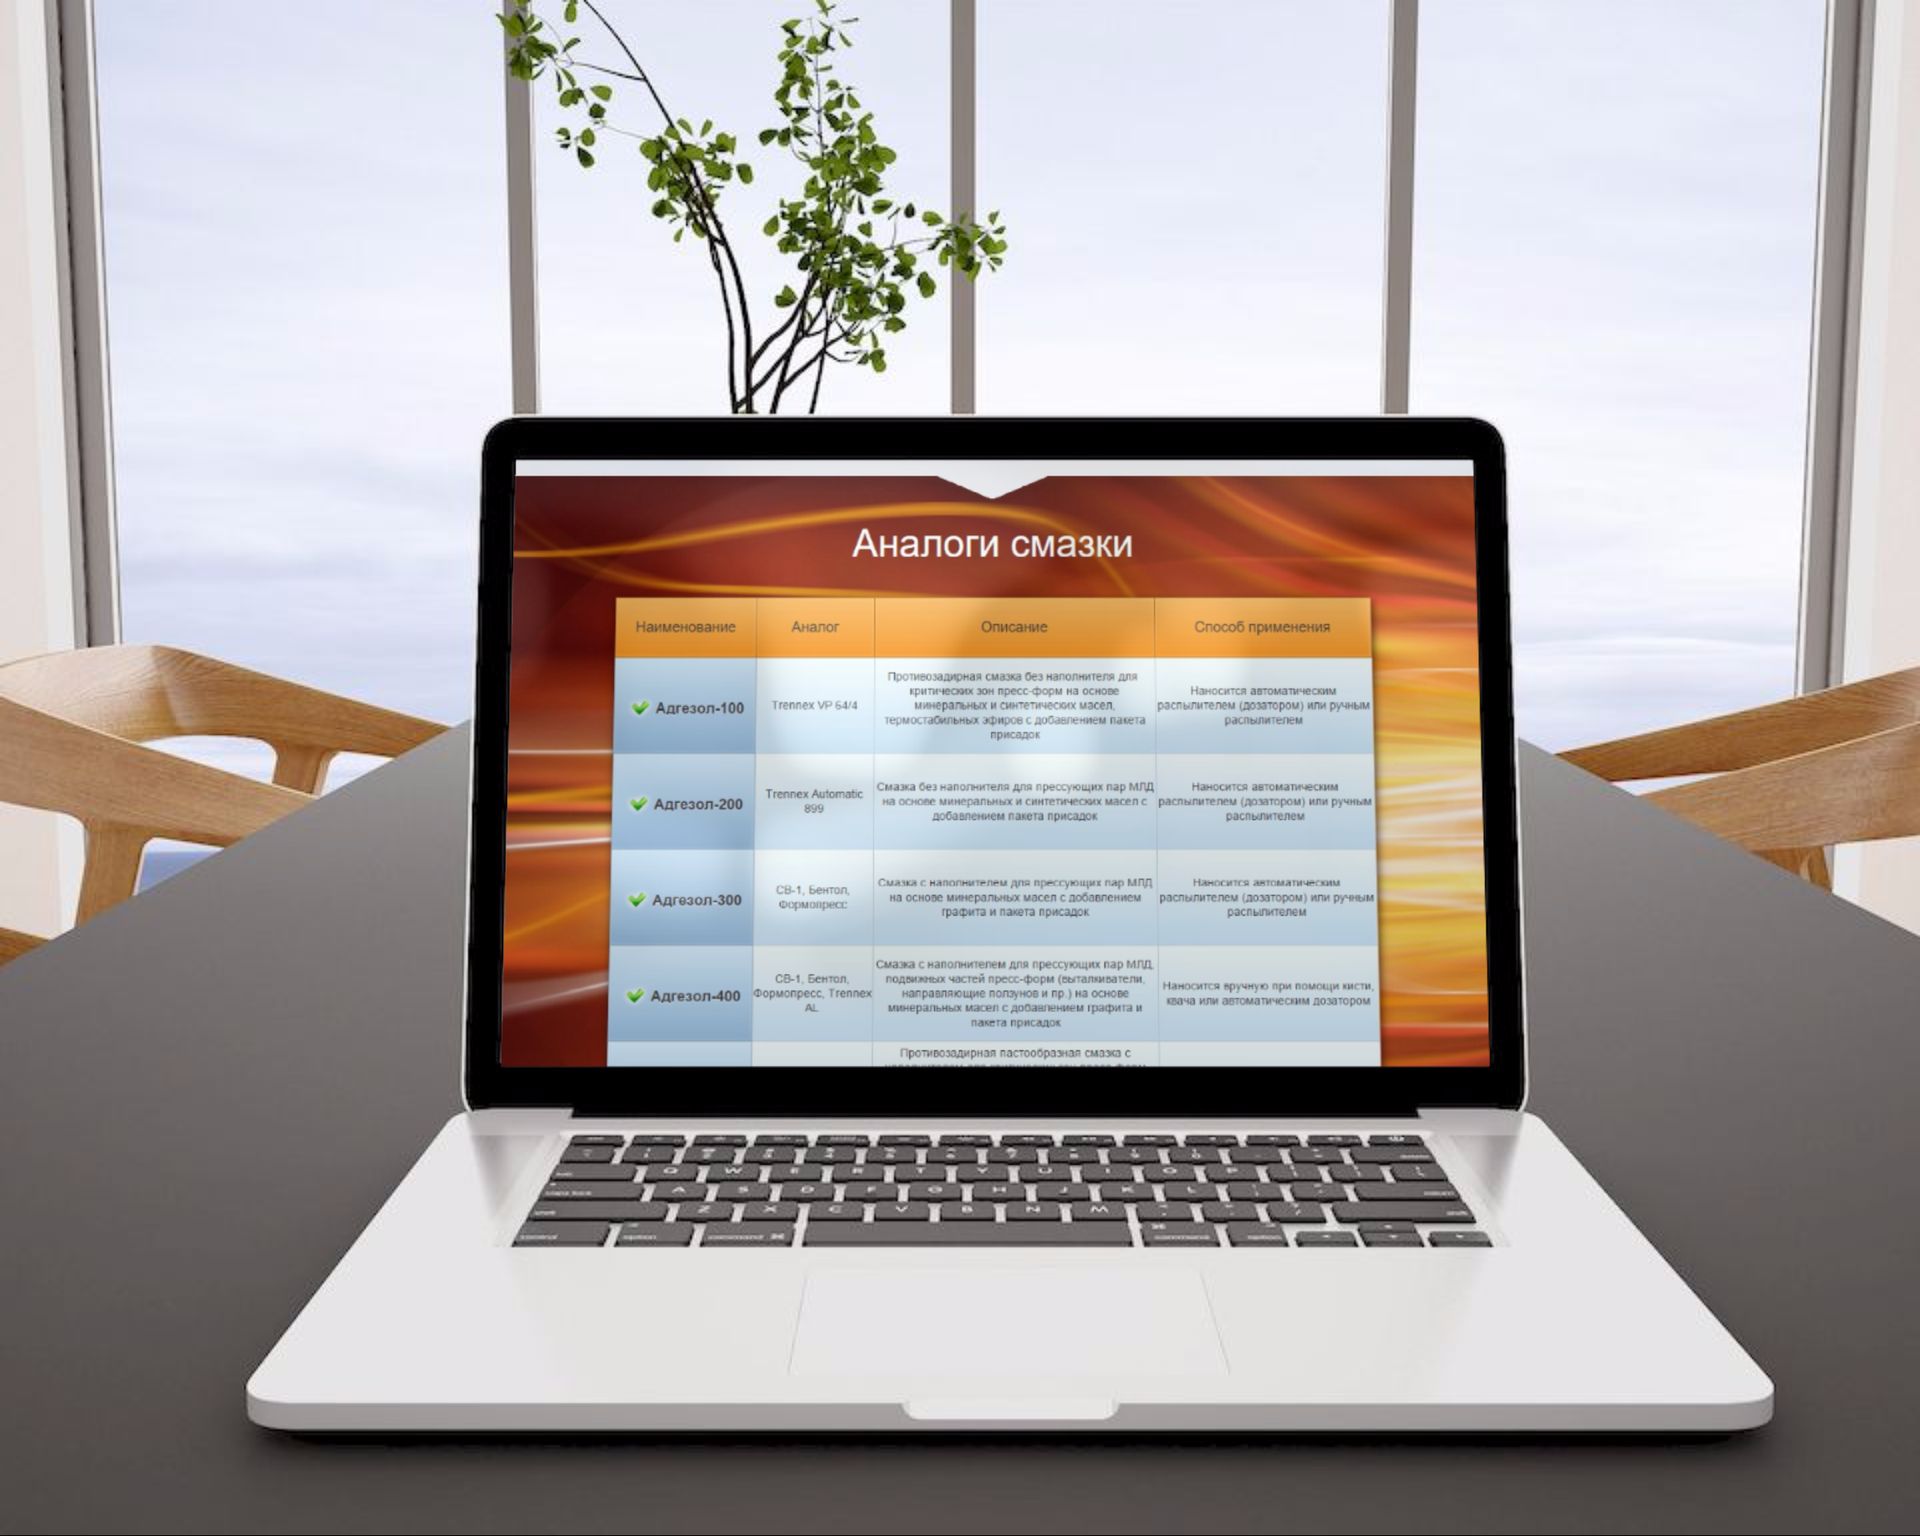 Аналоги смазки
Наименование
Аналог
Описание
Способ применения
Адгезол-100
Trennex VP 64/4
Противозадирная смазка без наполнителя для
критических зон пресс-форм на основе
минеральных и синтетических масел,
термостабильных эфиров с добавлением пакета
присадок
Наносится автоматическим
распылителем (дозатором) или ручным
распылителем
Адгезол-200
Trennex Automatic
899
Смазка без наполнителя для прессующих пар МЛД
на основе минеральных и синтетических масел с
добавлением пакета присадок
Наносится автоматическим
распылителем (дозатором) или ручным
распылителем
Адгезол-300
СВ-1, Бентол,
Формопресс
Смазка с наполнителем для прессующих пар МЛД
на основе минеральных масел с добавлением
графита и пакета присадок
Наносится автоматическим
распылителем (дозатором) или ручным
распылителем
Адгезол-400
СВ-1, Бентол,
Формопресс, Trennex
AL
Смазка с наполнителем для прессующих пар МЛД,
подвижных частей пресс-форм (выталкиватели,
направляющие ползунов и пр.) на основе
минеральных масел с добавлением графита и
пакета присадок
Наносится вручную при помощи кисти,
квача или автоматическим дозатором
Противозадирная пастообразная смазка с
Q W E R T Y U I O P
A S D F G H J K L
Z X C V B N M
control option command command option